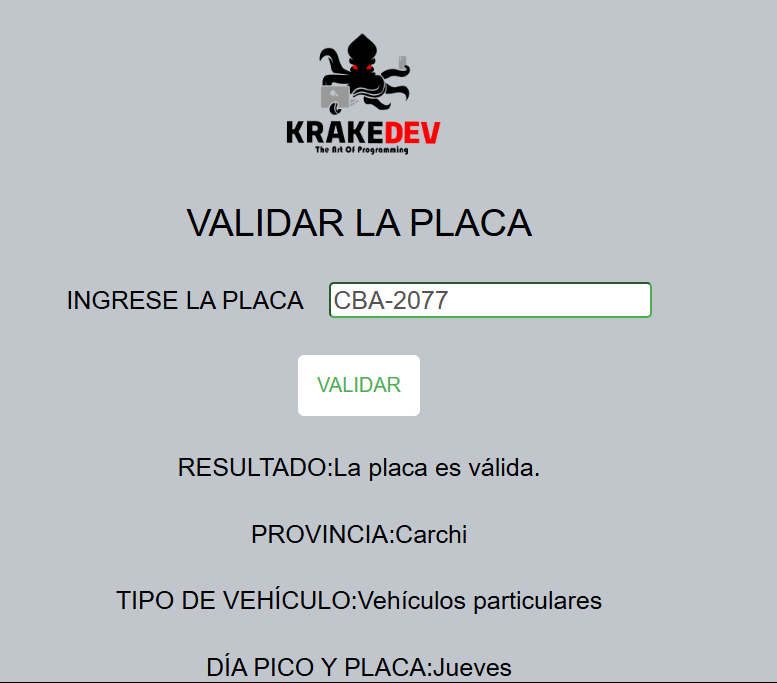 KRAKEDEV
The Art Of Programming
VALIDAR LA PLACA
INGRESE LA PLACA CBA-2077
VALIDAR
RESULTADO:La placa es válida.
PROVINCIA:Carchi
TIPO DE VEHÍCULO:Vehículos particulares
DÍA PICO Y PLACA:Jueves